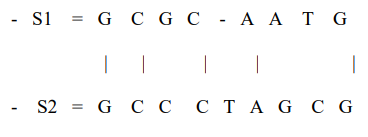 - S1 = G C G C - A A T G
| | | | |
- S2 = G C C C T A G C G